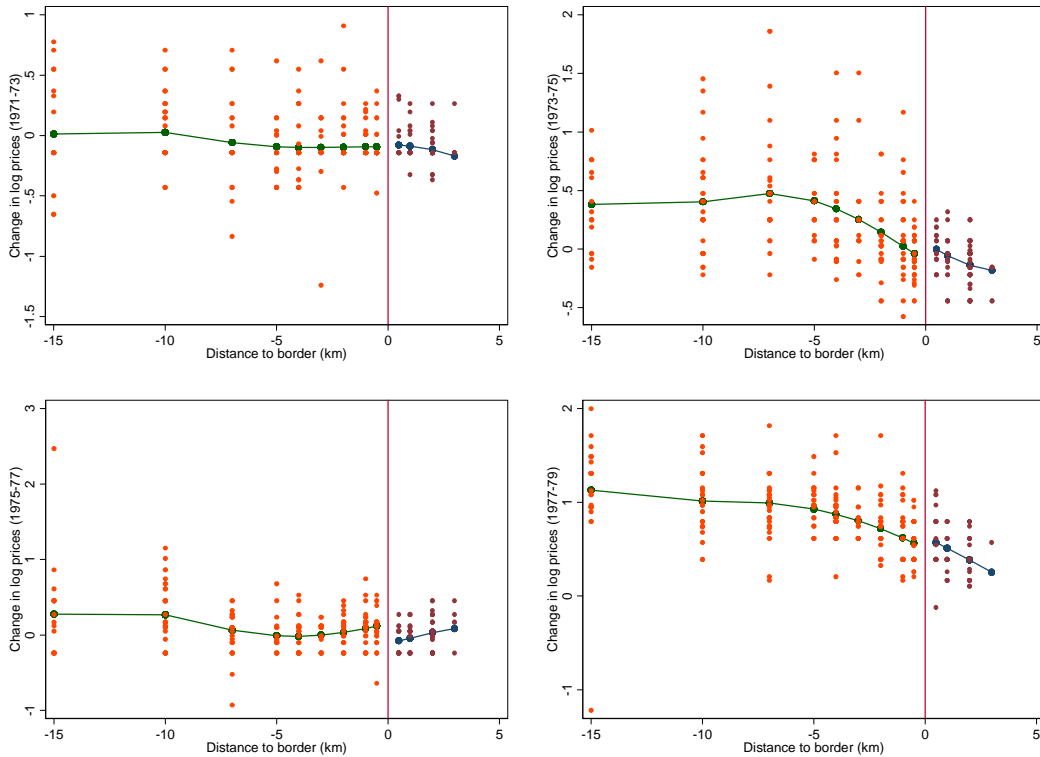 Change in log prices (1971-73)
1
.5
0
-.5
-1
-1.5
-15 -10 -5 0 5
Distance to border (km)
Change in log prices (1973-75)
2
1.5
1
.5
0
-.5
-15 -10 -5 0 5
Distance to border (km)
Change in log prices (1975-77)
3
2
1
0
-1
-15 -10 -5 0 5
Distance to border (km)
Change in log prices (1977-79)
2
1
0
-1
-15 -10 -5 0 5
Distance to border (km)